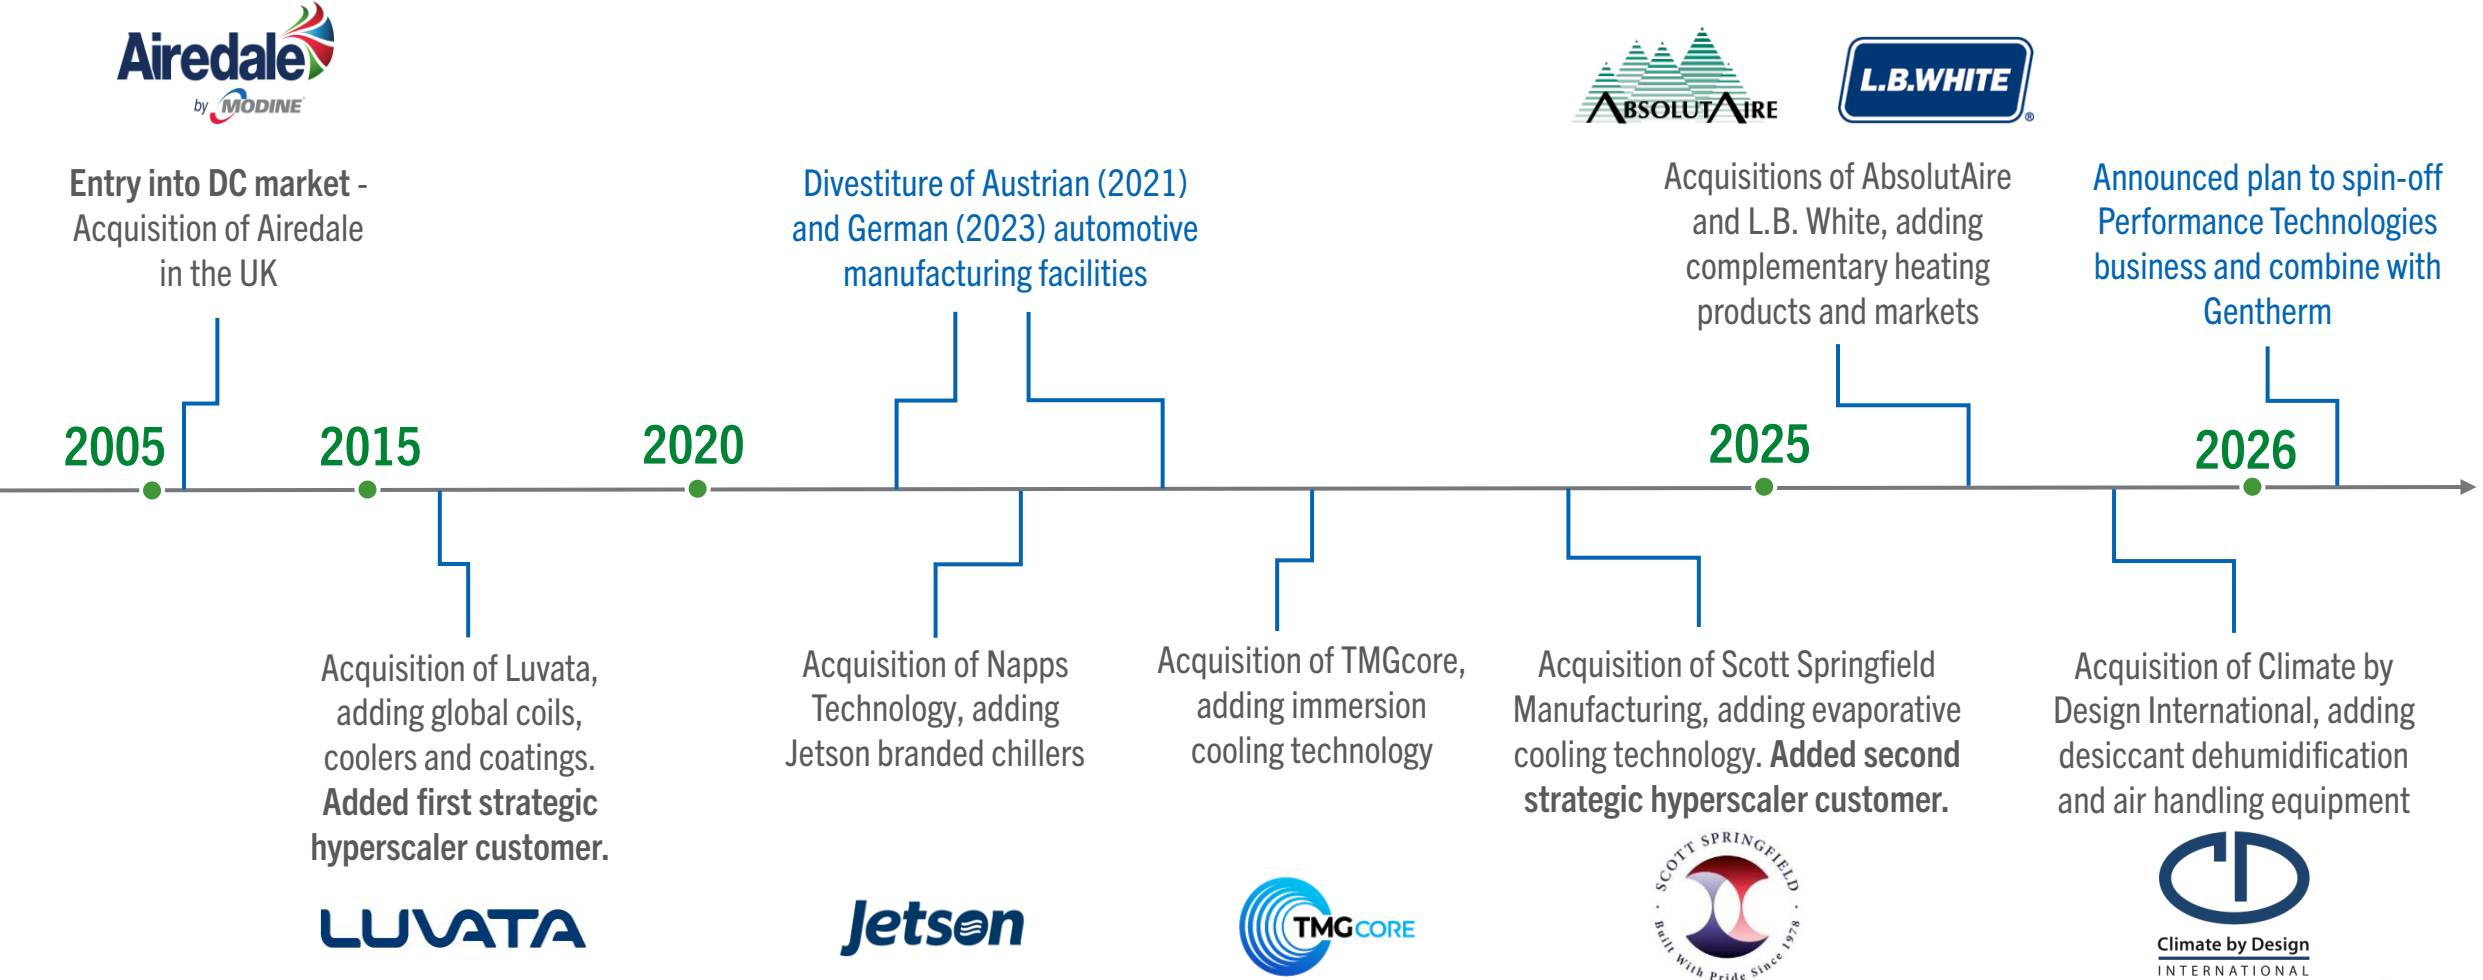 Airedale
by MODINE
Entry into DC market -
Acquisition of Airedale
in the UK
Divestiture of Austrian (2021)
and German (2023) automotive
manufacturing facilities
ABSOLUTAIRE
L.B.WHITE
®
Acquisitions of AbsolutAire
and L.B. White, adding
complementary heating
products and markets
Announced plan to spin-off
Performance Technologies
business and combine with
Gentherm
2005
2015
2020
2025
2026
Acquisition of Luvata,
adding global coils,
coolers and coatings.
Added first strategic
hyperscaler customer.
LUVATA
Acquisition of Napps
Technology, adding
Jetson branded chillers
Jetson
Acquisition of TMGcore,
adding immersion
cooling technology
TMGCORE
Acquisition of Scott Springfield
Manufacturing, adding evaporative
cooling technology. Added second
strategic hyperscaler customer.
SCOTT SPRINGFIELD
Built With Pride Since 1978
Acquisition of Climate by
Design International, adding
desiccant dehumidification
and air handling equipment
Climate by Design
INTERNATIONAL